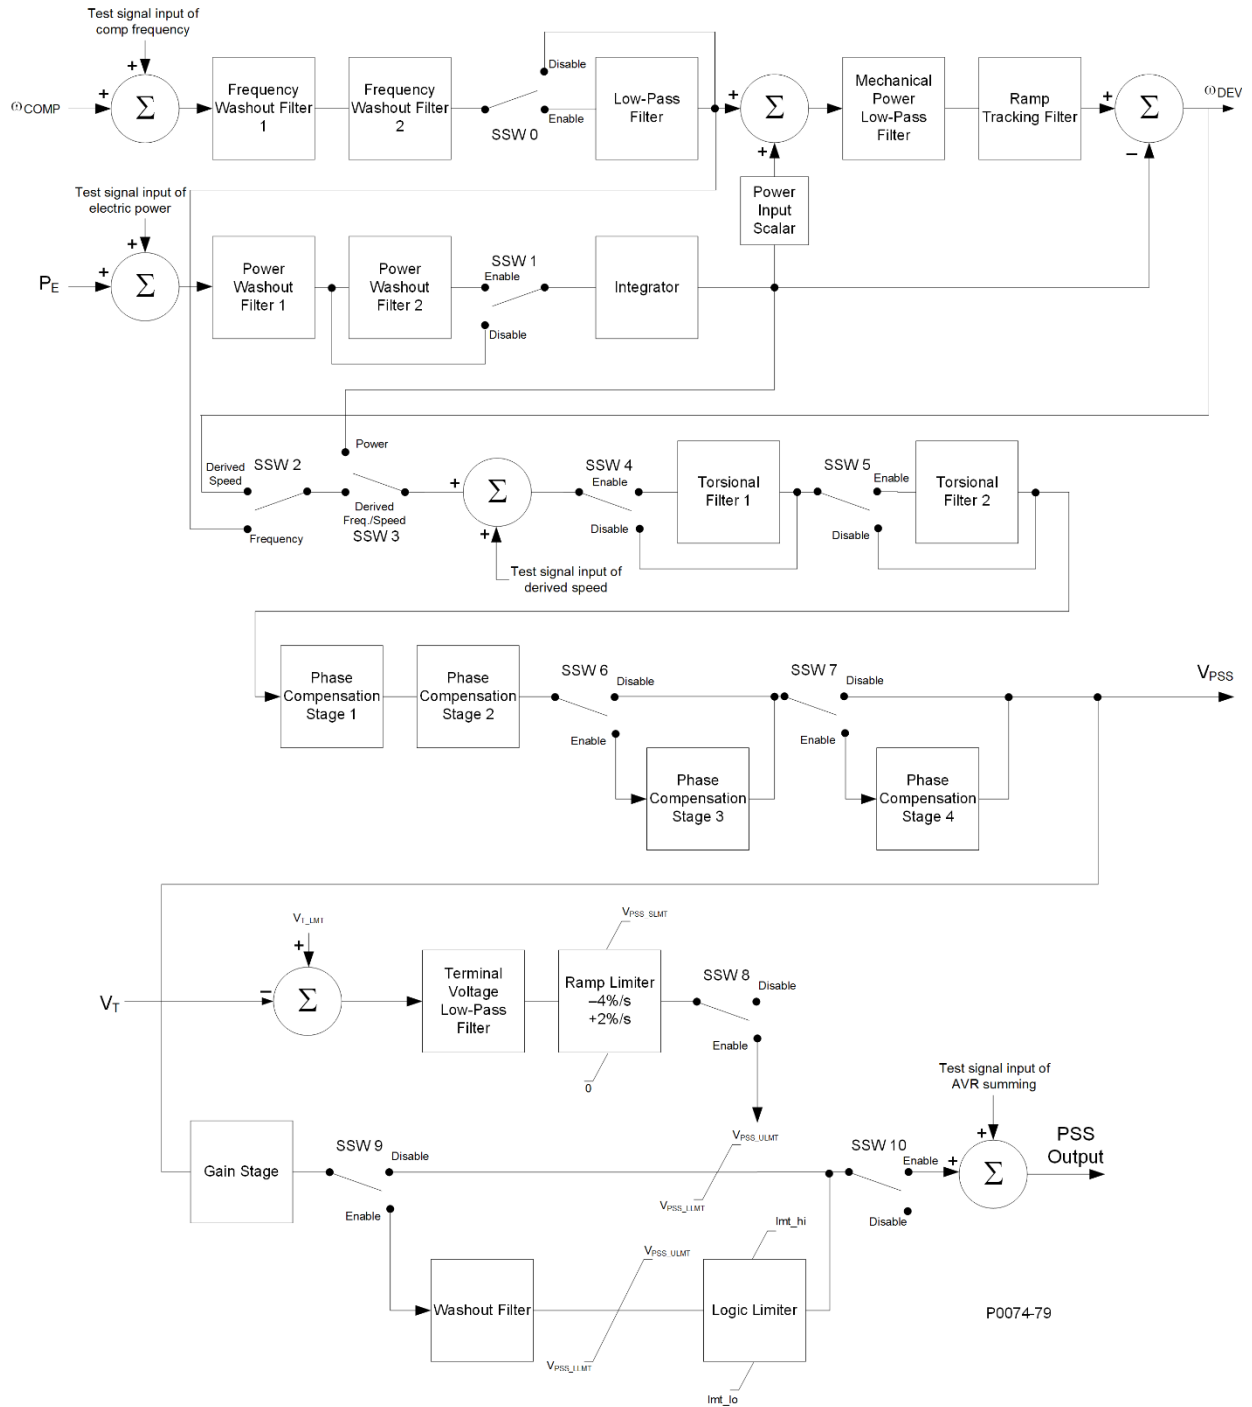 Test signal input of
comp frequency
+
+
ωCOMP
Σ
Frequency
Washout Filter
1
Frequency
Washout Filter
2
Disable
Enable
SSW 0
Low-Pass
Filter
+
Σ
+
Mechanical
Power
Low-Pass
Filter
Ramp
Tracking Filter
+
Σ
–
ωDEV
Test signal input of
electric power
+
+
PE
Σ
Power
Washout
Filter 1
Power
Washout
Filter 2
SSW 1
Enable
Disable
Integrator
Power
Input
Scalar
Derived
Speed
SSW 2
Frequency
Power
Derived
Freq./Speed
SSW 3
+
Σ
+
Test signal input of
derived speed
SSW 4
Enable
Disable
Torsional
Filter 1
SSW 5
Enable
Disable
Torsional
Filter 2
Phase
Compensation
Stage 1
Phase
Compensation
Stage 2
SSW 6
Disable
Enable
Phase
Compensation
Stage 3
SSW 7
Disable
Enable
Phase
Compensation
Stage 4
VPSS
VT_LMT
+
–
VT
Σ
Terminal
Voltage
Low-Pass
Filter
VPSS_SLMT
Ramp Limiter
–4%/s
+2%/s
0
SSW 8
Disable
Enable
Gain Stage
SSW 9
Disable
Enable
VPSS_ULMT
VPSS_LLMT
SSW 10
Enable
Disable
Test signal input of
AVR summing
+
+
Σ
PSS
Output
Washout Filter
VPSS_ULMT
VPSS_LLMT
lmt_hi
Logic Limiter
lmt_lo
P0074-79